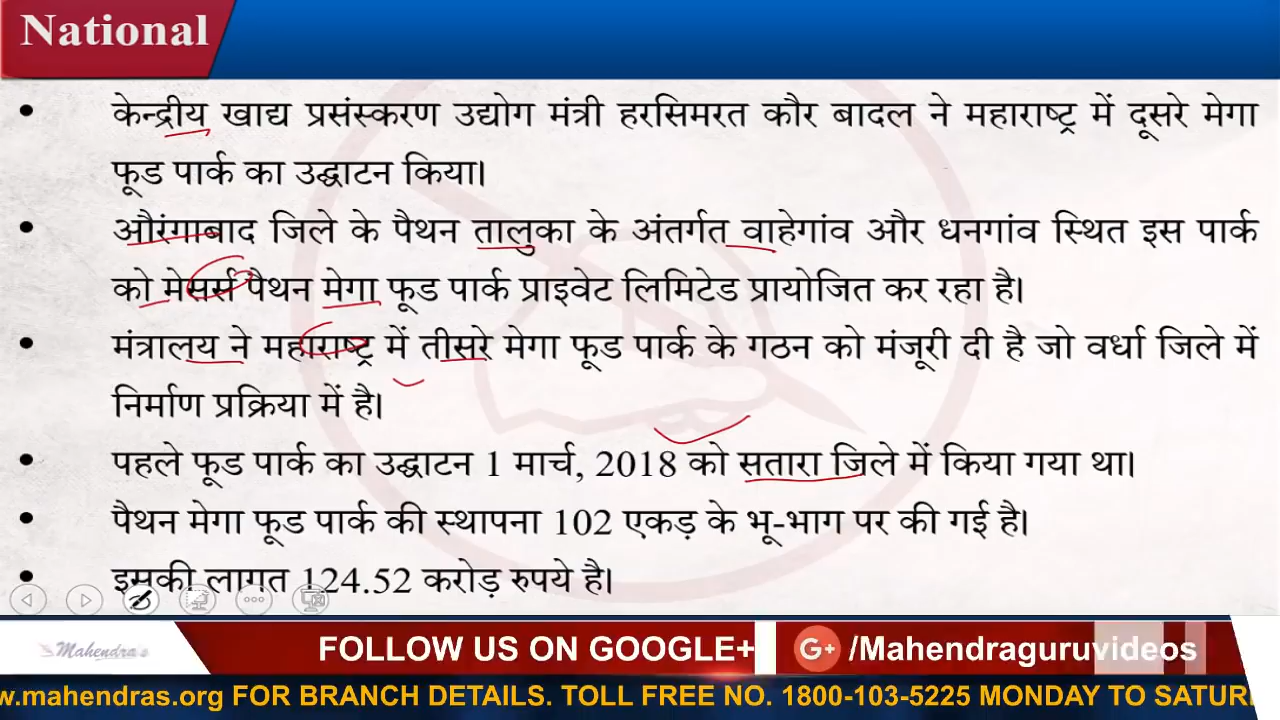 National
• केन्द्रीय खाद्य प्रसंस्करण उद्योग मंत्री हरसिमरत कौर बादल ने महाराष्ट्र में दूसरे मेगा
फूड पार्क का उद्घाटन किया।
• औरंगाबाद जिले के पैथन तालुका के अंतर्गत वाहेगांव और धनगांव स्थित इस पार्क
को मेसर्स पैथन मेगा फूड पार्क प्राइवेट लिमिटेड प्रायोजित कर रहा है।
• मंत्रालय ने महाराष्ट्र में तीसरे मेगा फूड पार्क के गठन को मंजूरी दी है जो वर्धा जिले में
निर्माण प्रक्रिया में है।
• पहले फूड पार्क का उद्घाटन 1 मार्च, 2018 को सतारा जिले में किया गया था।
• पैथन मेगा फूड पार्क की स्थापना 102 एकड़ के भू-भाग पर की गई है।
• इसकी लागत 124.52 करोड़ रुपये है।
Mahendra's
FOLLOW US ON GOOGLE+
G+ /Mahendraguruvideos
w.mahendras.org FOR BRANCH DETAILS. TOLL FREE NO. 1800-103-5225 MONDAY TO SATUR